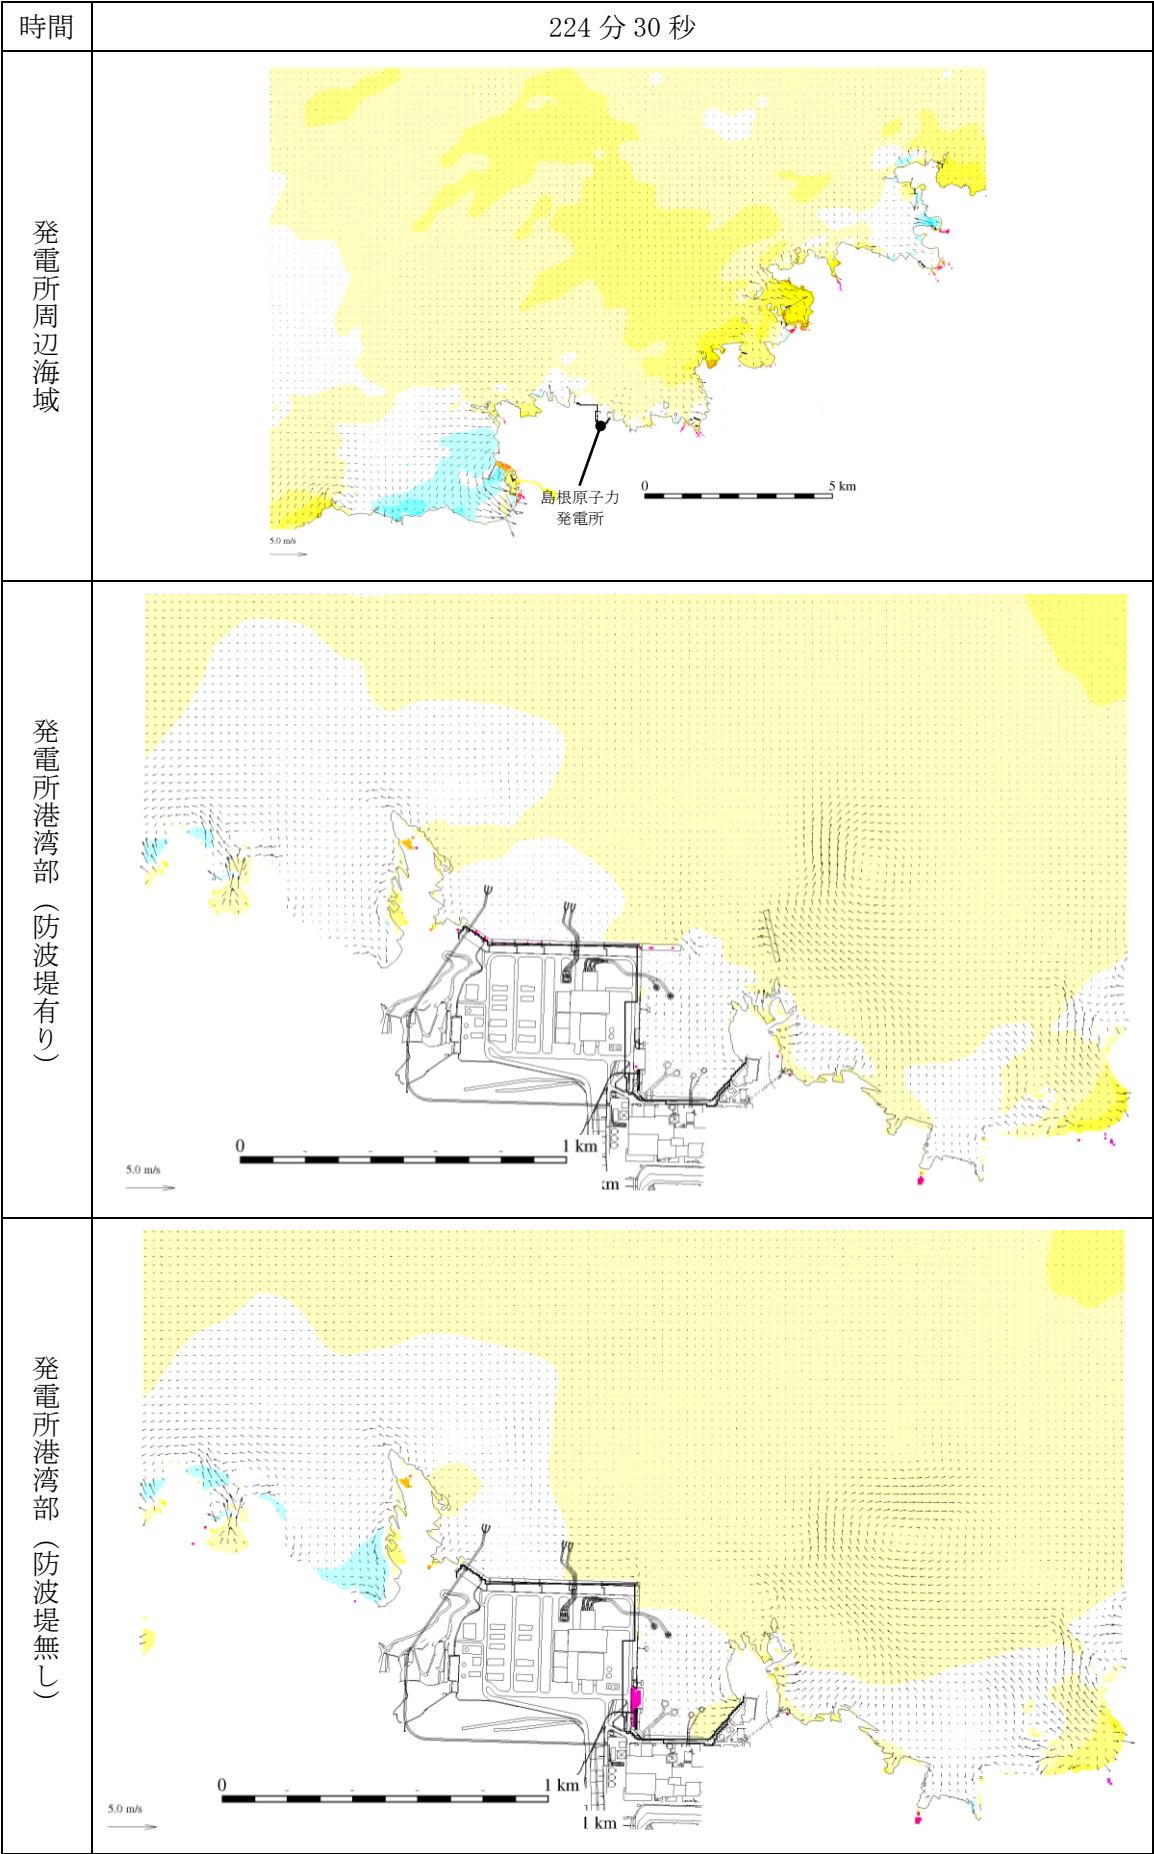 時間
224 分 30 秒
発電所周辺海域
島根原子力
発電所
0
5 km
5.0 m/s
発電所港湾部（防波堤有り）
0
1 km
5.0 m/s
km
発電所港湾部（防波堤無し）
0
1 km
5.0 m/s
1 km